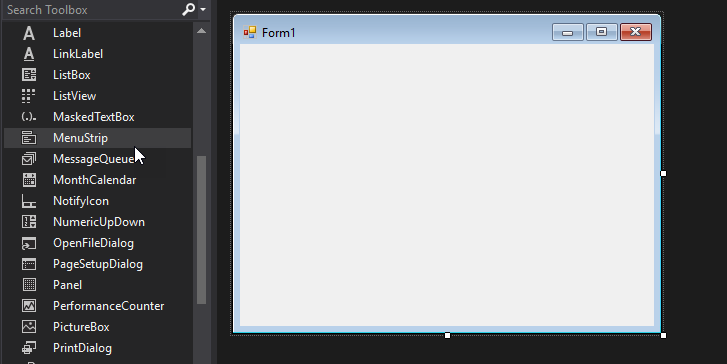 Search Toolbox
Label
LinkLabel
ListBox
ListView
MaskedTextBox
MenuStrip
MessageQueue
MonthCalendar
NotifyIcon
NumericUpDown
OpenFileDialog
PageSetupDialog
Panel
PerformanceCounter
PictureBox
PrintDialog
Form1